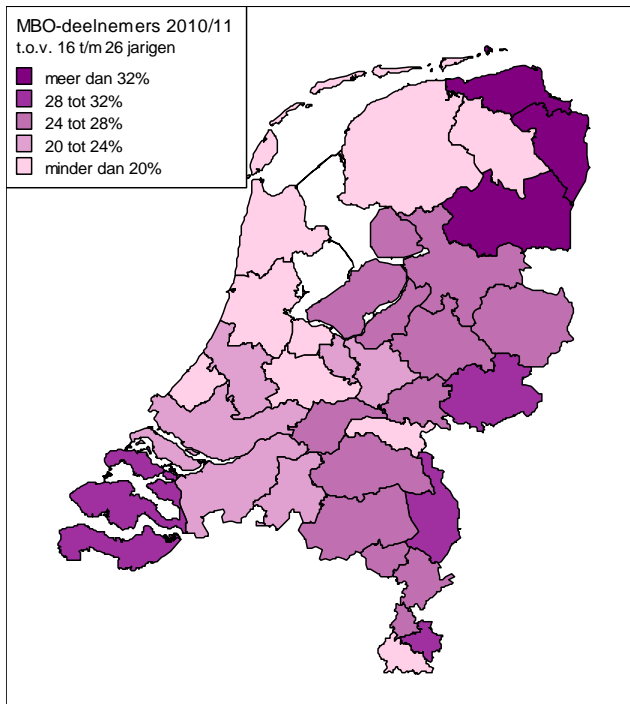 MBO-deelnemers 2010/11
t.o.v. 16 t/m 26 jarigen
meer dan 32%
28 tot 32%
24 tot 28%
20 tot 24%
minder dan 20%